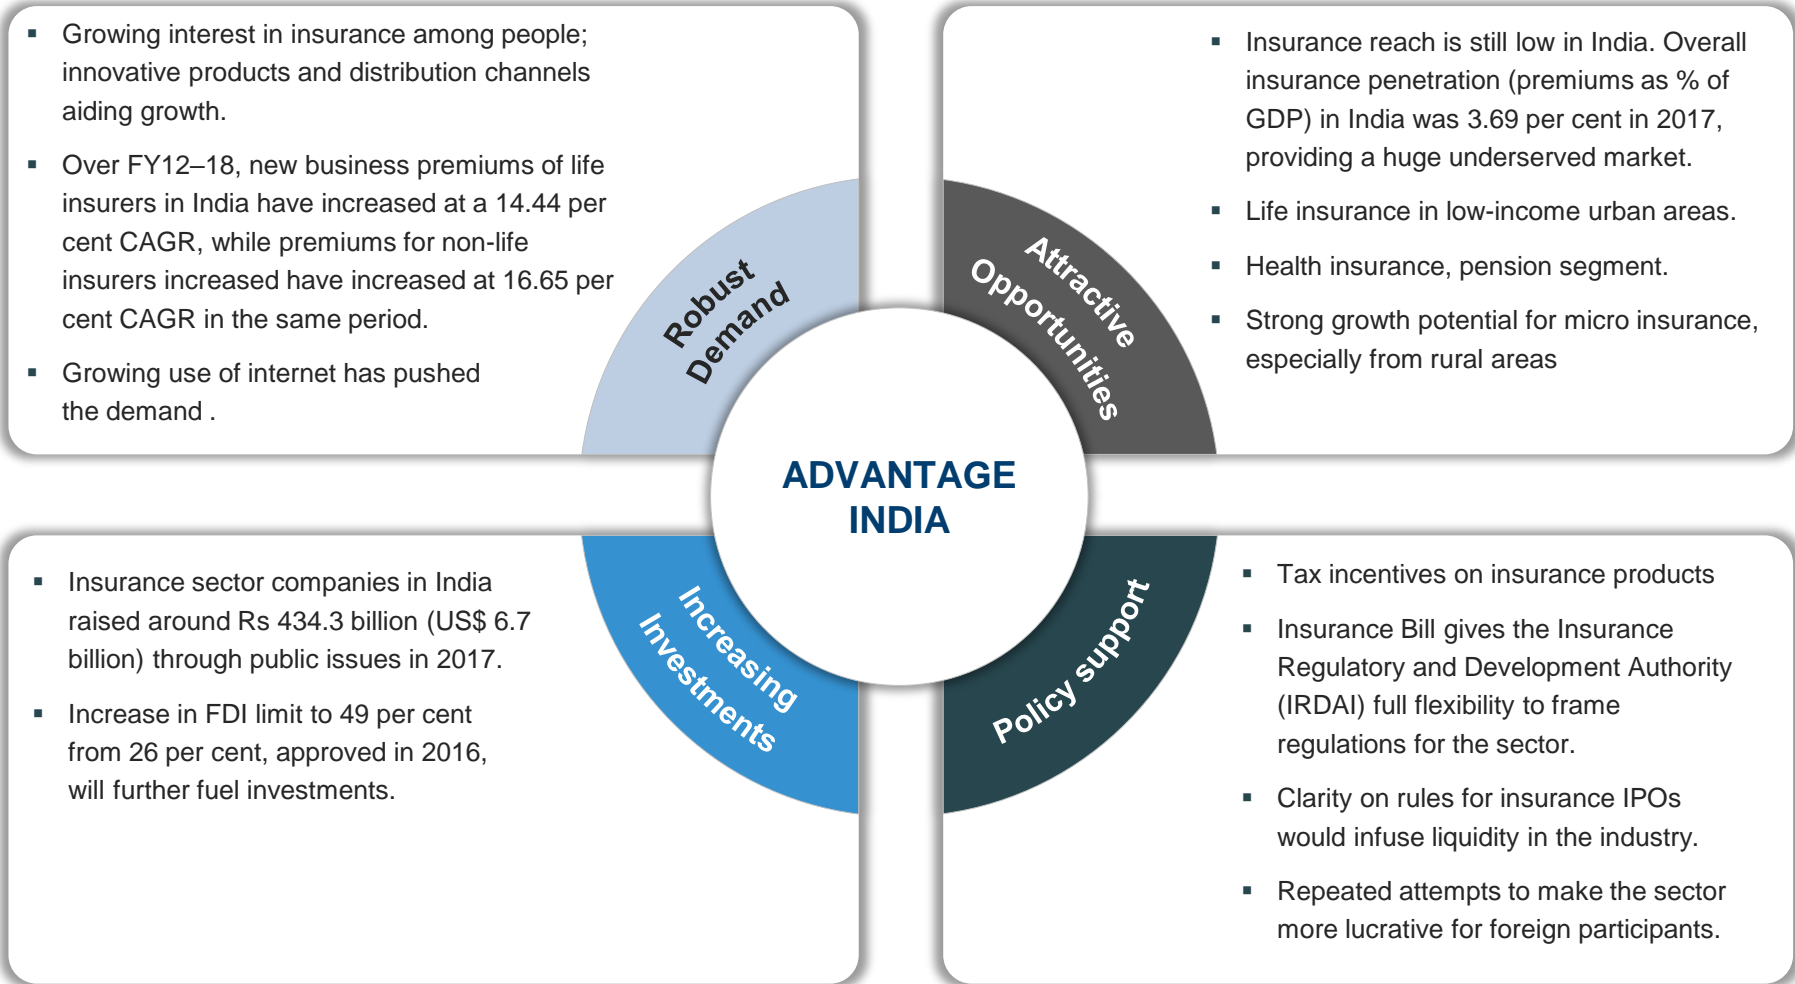 Growing interest in insurance among people;
innovative products and distribution channels
aiding growth.
Over FY12–18, new business premiums of life
insurers in India have increased at a 14.44 per
cent CAGR, while premiums for non-life
insurers increased have increased at 16.65 per
cent CAGR in the same period.
Growing use of internet has pushed
the demand .
Robust
Demand
Insurance reach is still low in India. Overall
insurance penetration (premiums as % of
GDP) in India was 3.69 per cent in 2017,
providing a huge underserved market.
Life insurance in low-income urban areas.
Health insurance, pension segment.
Strong growth potential for micro insurance,
especially from rural areas
Attractive
Opportunities
ADVANTAGE
INDIA
Insurance sector companies in India
raised around Rs 434.3 billion (US$ 6.7
billion) through public issues in 2017.
Increase in FDI limit to 49 per cent
from 26 per cent, approved in 2016,
will further fuel investments.
Increasing
Investments
Policy support
Tax incentives on insurance products
Insurance Bill gives the Insurance
Regulatory and Development Authority
(IRDAI) full flexibility to frame
regulations for the sector.
Clarity on rules for insurance IPOs
would infuse liquidity in the industry.
Repeated attempts to make the sector
more lucrative for foreign participants.